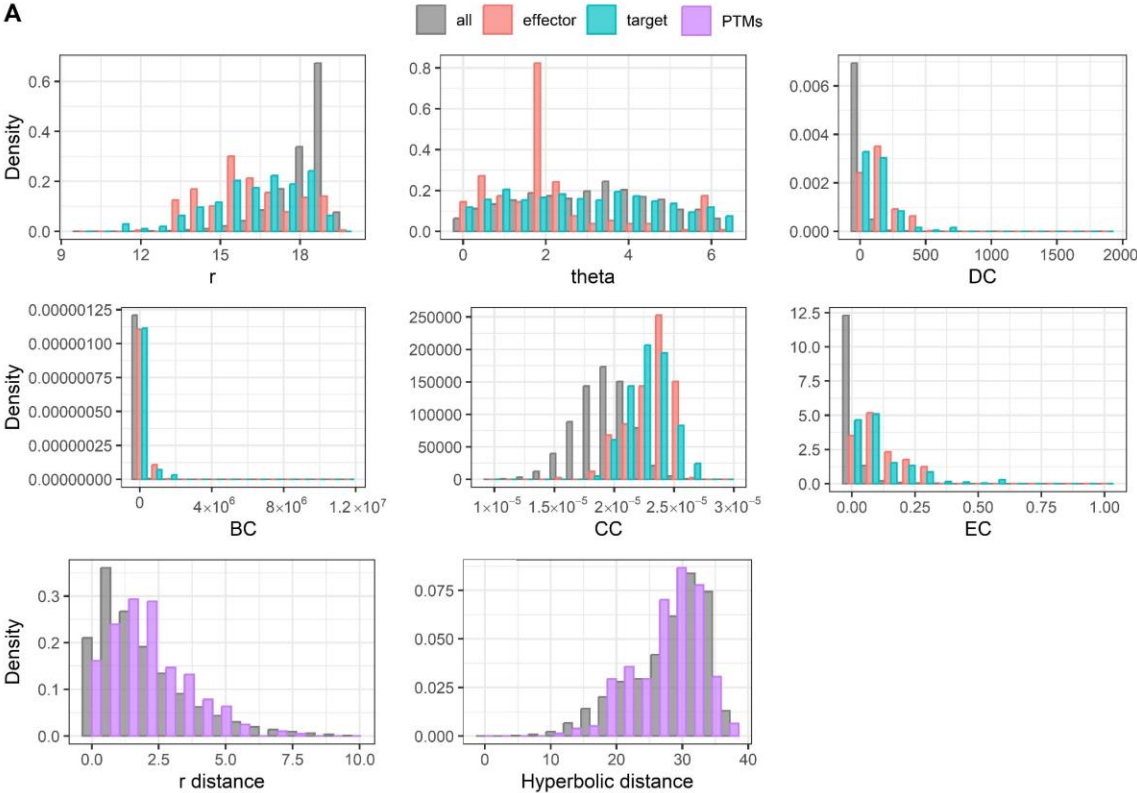 A
all effector target PTMs
Density
0.6
0.4
0.2
0.0
9 12 15 18
r
0.8
0.6
0.4
0.2
0.0
0 2 4 6
theta
0.006
0.004
0.002
0.000
0 500 1000 1500 2000
DC
Density
0.00000125
0.00000100
0.00000075
0.00000050
0.00000025
0.00000000
0 4×10⁶ 8×10⁶ 1.2×10⁷
BC
250000
200000
150000
100000
50000
0
1×10⁻⁵ 1.5×10⁻⁵ 2×10⁻⁵ 2.5×10⁻⁵ 3×10⁻⁵
CC
12.5
10.0
7.5
5.0
2.5
0.0
0.00 0.25 0.50 0.75 1.00
EC
Density
0.3
0.2
0.1
0.0
0.0 2.5 5.0 7.5 10.0
r distance
0.075
0.050
0.025
0.000
0 10 20 30 40
Hyperbolic distance